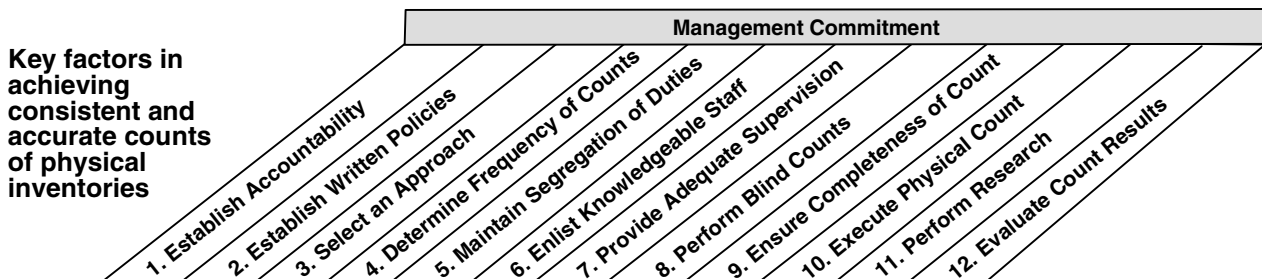 Management Commitment
Key factors in
achieving
consistent and
accurate counts
of physical
inventories
1. Establish Accountability
2. Establish Written Policies
3. Select an Approach
4. Determine Frequency of Counts
5. Maintain Segregation of Duties
6. Enlist Knowledgeable Staff
7. Provide Adequate Supervision
8. Perform Blind Counts
9. Ensure Completeness of Count
10. Execute Physical Count
11. Perform Research
12. Evaluate Count Results